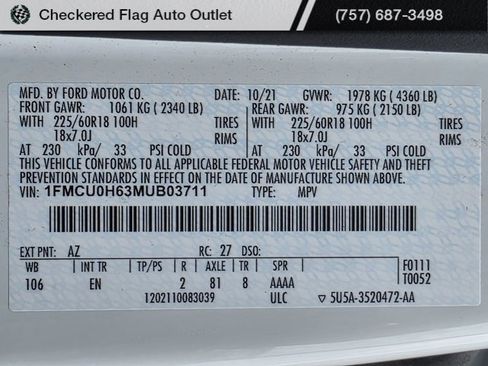 Checkered Flag Auto Outlet (757) 687-3498
MFD. BY FORD MOTOR CO. DATE: 10/21 GVWR: 1978 KG ( 4360 LB)
FRONT GAWR: 1061 KG ( 2340 LB) REAR GAWR: 975 KG ( 2150 LB)
WITH 225/60R18 100H TIRES WITH 225/60R18 100H TIRES
18x7.0J RIMS 18x7.0J RIMS
AT 230 kPa/ 33 PSI COLD AT 230 kPa/ 33 PSI COLD
THIS VEHICLE CONFORMS TO ALL APPLICABLE FEDERAL MOTOR VEHICLE SAFETY & THEFT
PREVENTION STANDARDS IN EFFECT ON THE DATE OF MANUFACTURE SHOWN ABOVE.
VIN: 1FMCU0H63MUB03711 TYPE: MPV
EXT PNT: AZ RC: 27 DSO:
WB INT TR TP/PS R AXLE TR SPR F0111
106 EN 2 81 8 AAAA T0052
1202110083039 ULC ▽ 5U5A-3520472-AA